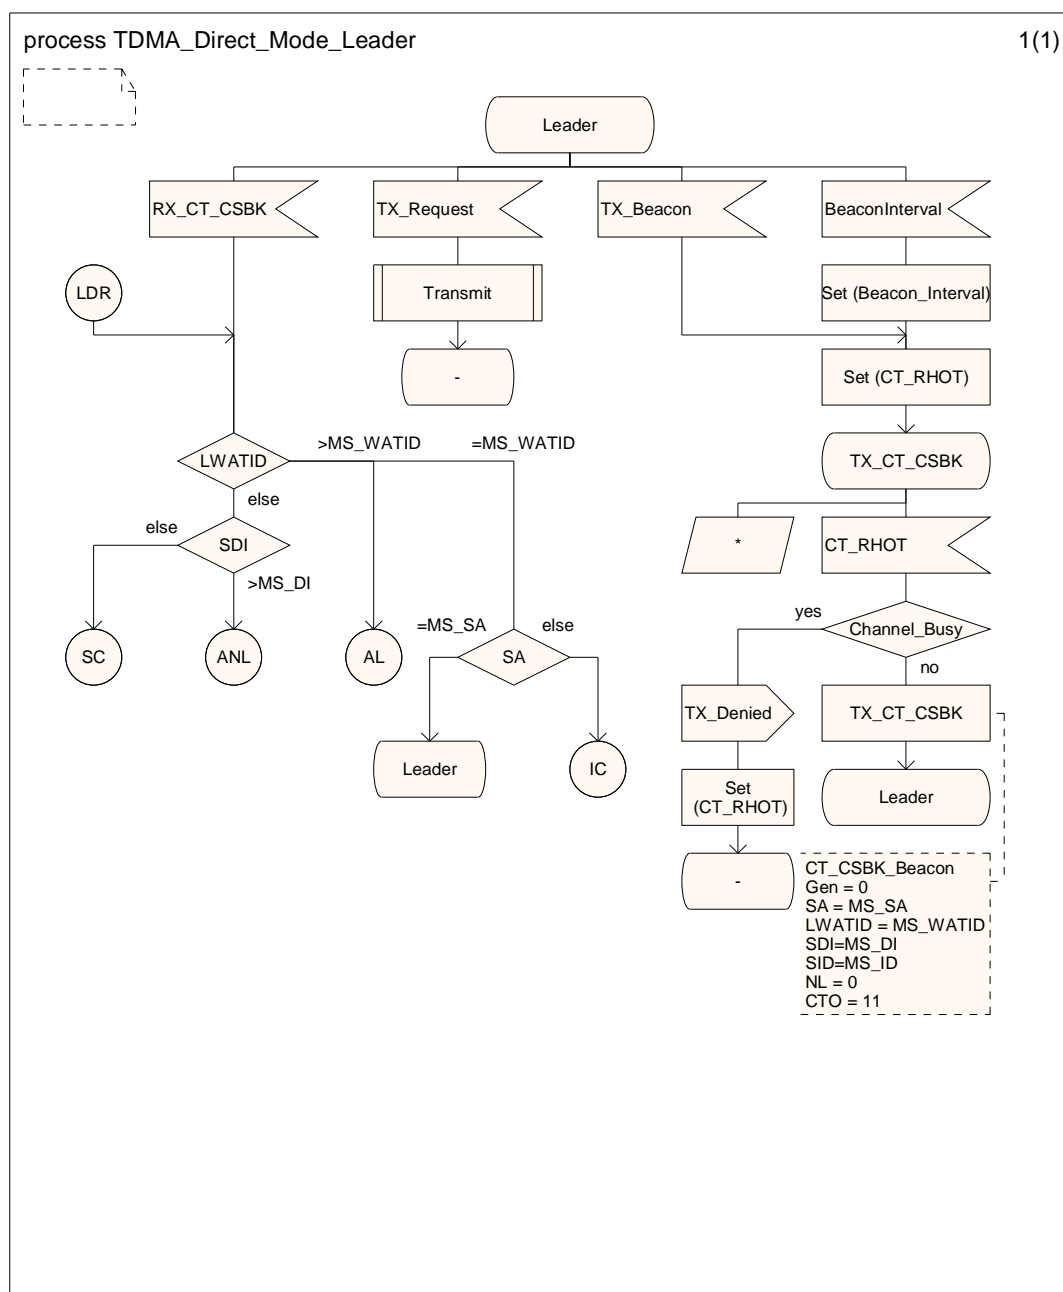 process TDMA_Direct_Mode_Leader
1(1)
Leader
RX_CT_CSBK
TX_Request
TX_Beacon
BeaconInterval
LDR
Transmit
Set (Beacon_Interval)
-
Set (CT_RHOT)
>MS_WATID
=MS_WATID
LWATID
TX_CT_CSBK
else
else
SDI
*
CT_RHOT
>MS_DI
yes
=MS_SA
else
Channel_Busy
SC
ANL
AL
SA
no
TX_Denied
TX_CT_CSBK
Leader
IC
Set
(CT_RHOT)
Leader
-
CT_CSBK_Beacon
Gen = 0
SA = MS_SA
LWATID = MS_WATID
SDI=MS_DI
SID=MS_ID
NL = 0
CTO = 11